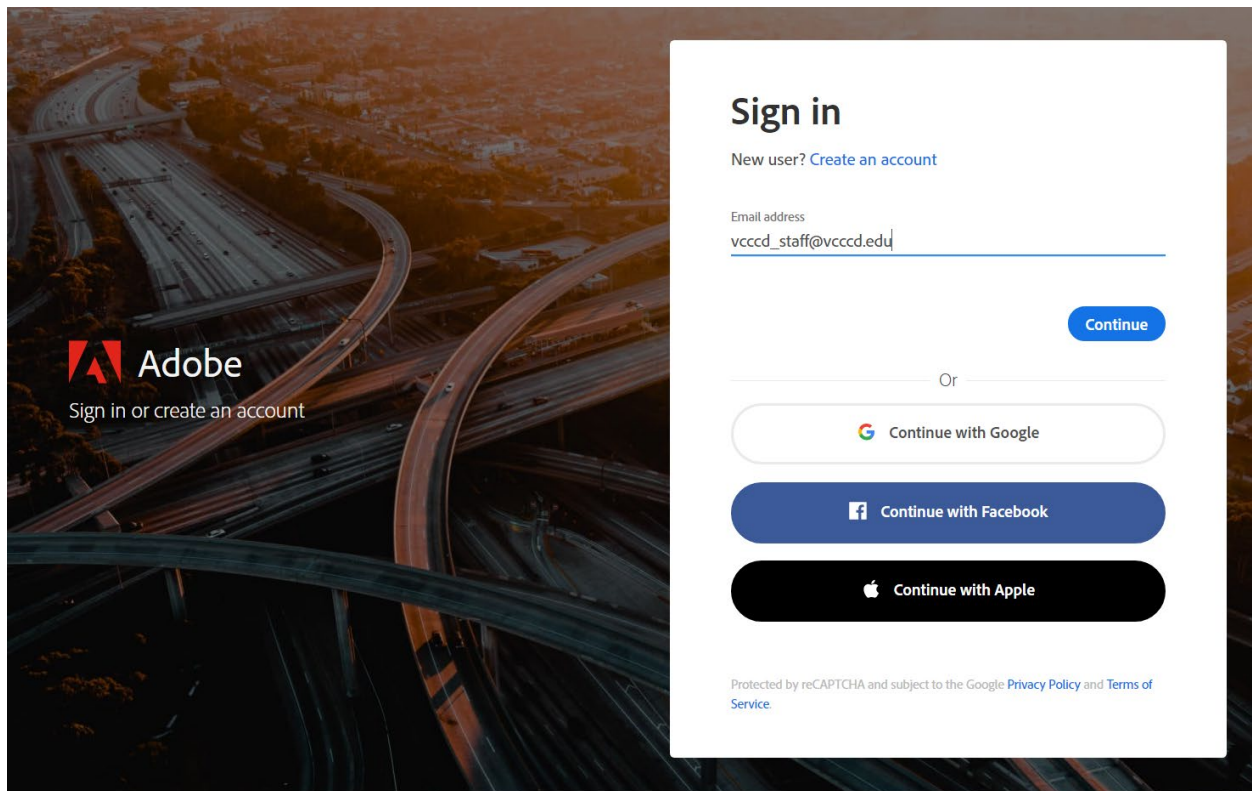 Adobe
Sign in or create an account
Sign in
New user? Create an account
Email address
vcccd_staff@vcccd.edu
Continue
Or
Continue with Google
Continue with Facebook
Continue with Apple
Protected by reCAPTCHA and subject to the Google Privacy Policy and Terms of
Service.